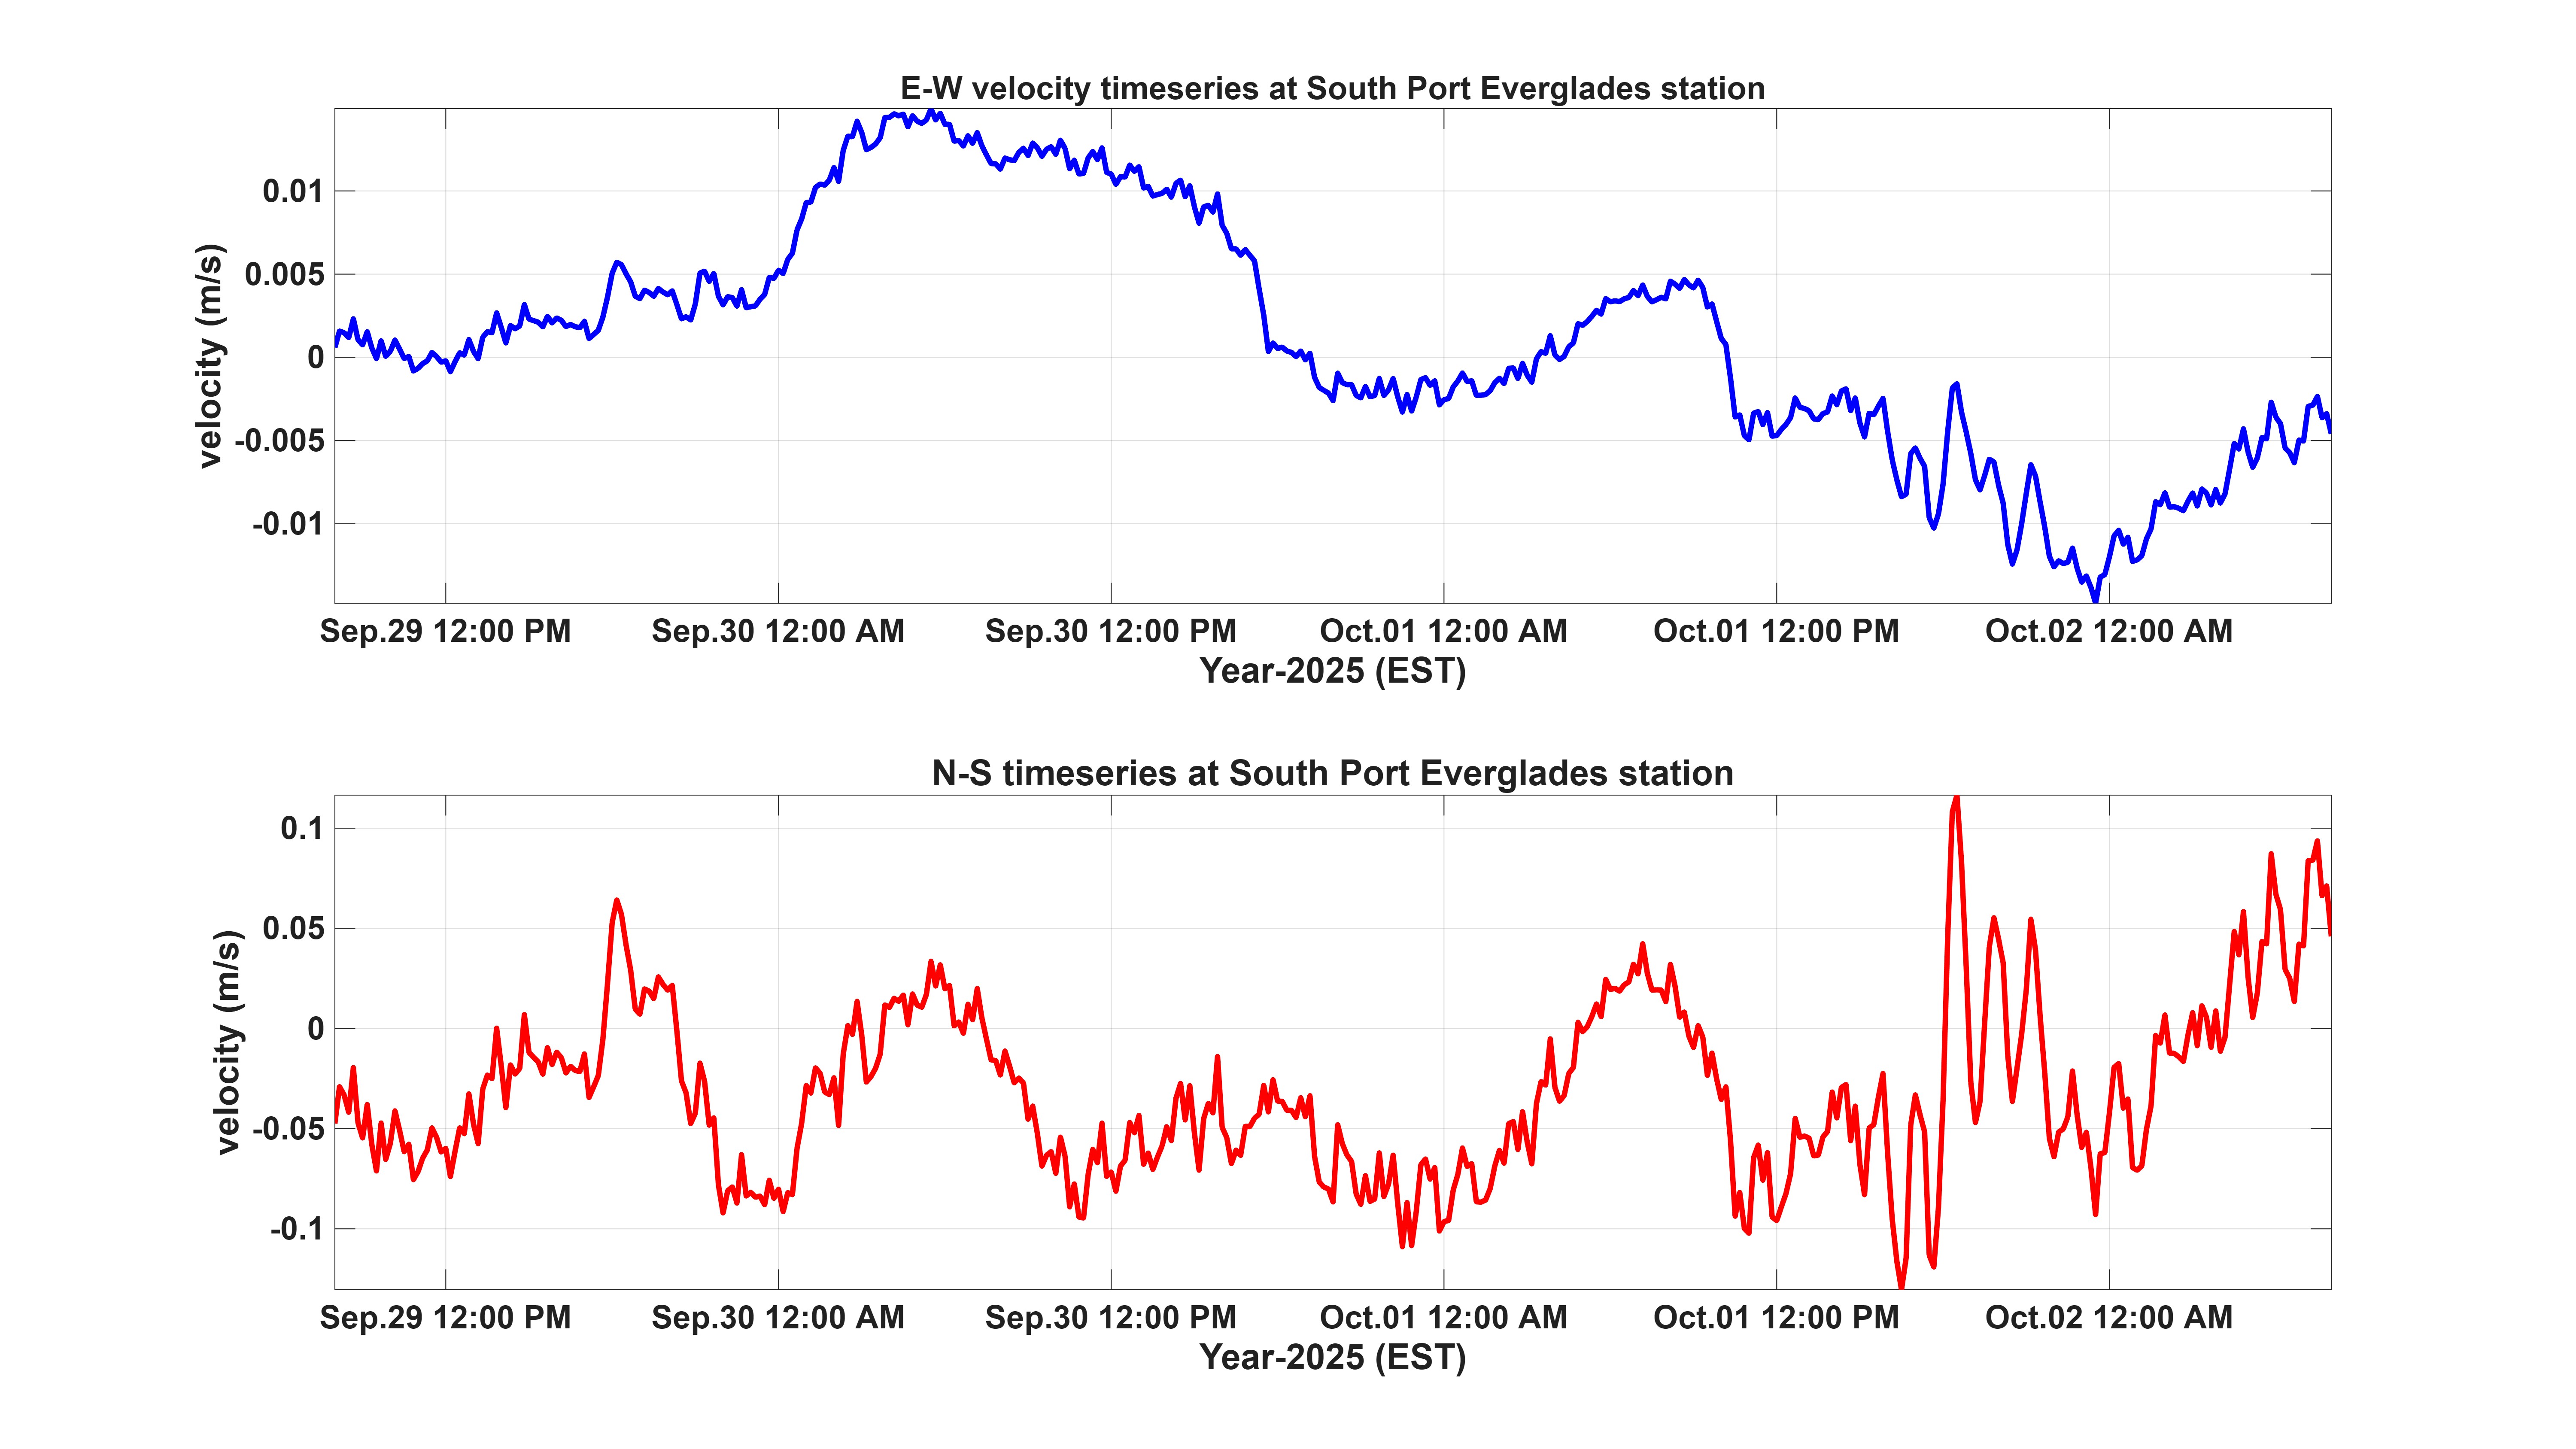 E-W velocity timeseries at South Port Everglades station
0.01
0.005
0
-0.005
-0.01
velocity (m/s)
Sep.29 12:00 PM Sep.30 12:00 AM Sep.30 12:00 PM Oct.01 12:00 AM Oct.01 12:00 PM Oct.02 12:00 AM
Year-2025 (EST)
N-S timeseries at South Port Everglades station
0.1
0.05
0
-0.05
-0.1
velocity (m/s)
Sep.29 12:00 PM Sep.30 12:00 AM Sep.30 12:00 PM Oct.01 12:00 AM Oct.01 12:00 PM Oct.02 12:00 AM
Year-2025 (EST)